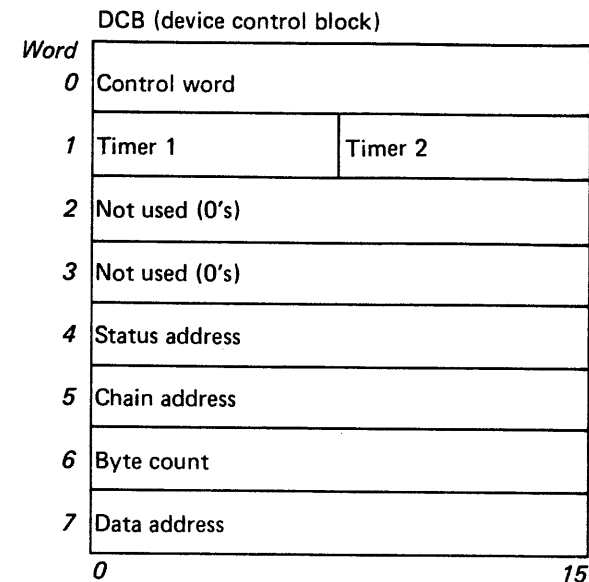 DCB (device control block)
Word
0 Control word
1 Timer 1 Timer 2
2 Not used (0's)
3 Not used (0's)
4 Status address
5 Chain address
6 Byte count
7 Data address
0 15